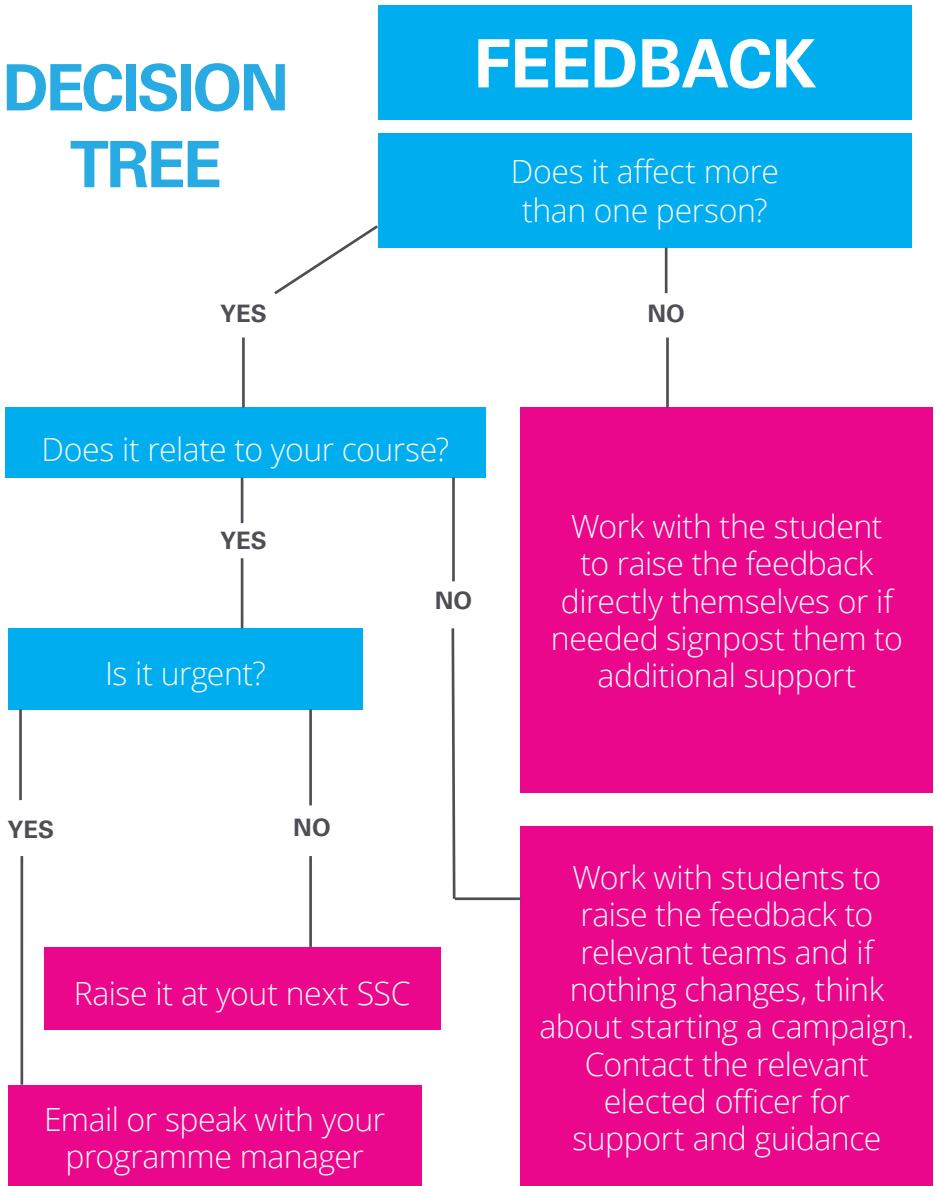 DECISION
TREE
FEEDBACK
Does it affect more
than one person?
YES
NO
Does it relate to your course?
YES
NO
Work with the student
to raise the feedback
directly themselves or if
needed signpost them to
additional support
Is it urgent?
YES
NO
Raise it at yout next SSC
Email or speak with your
programme manager
Work with students to
raise the feedback to
relevant teams and if
nothing changes, think
about starting a campaign.
Contact the relevant
elected officer for
support and guidance